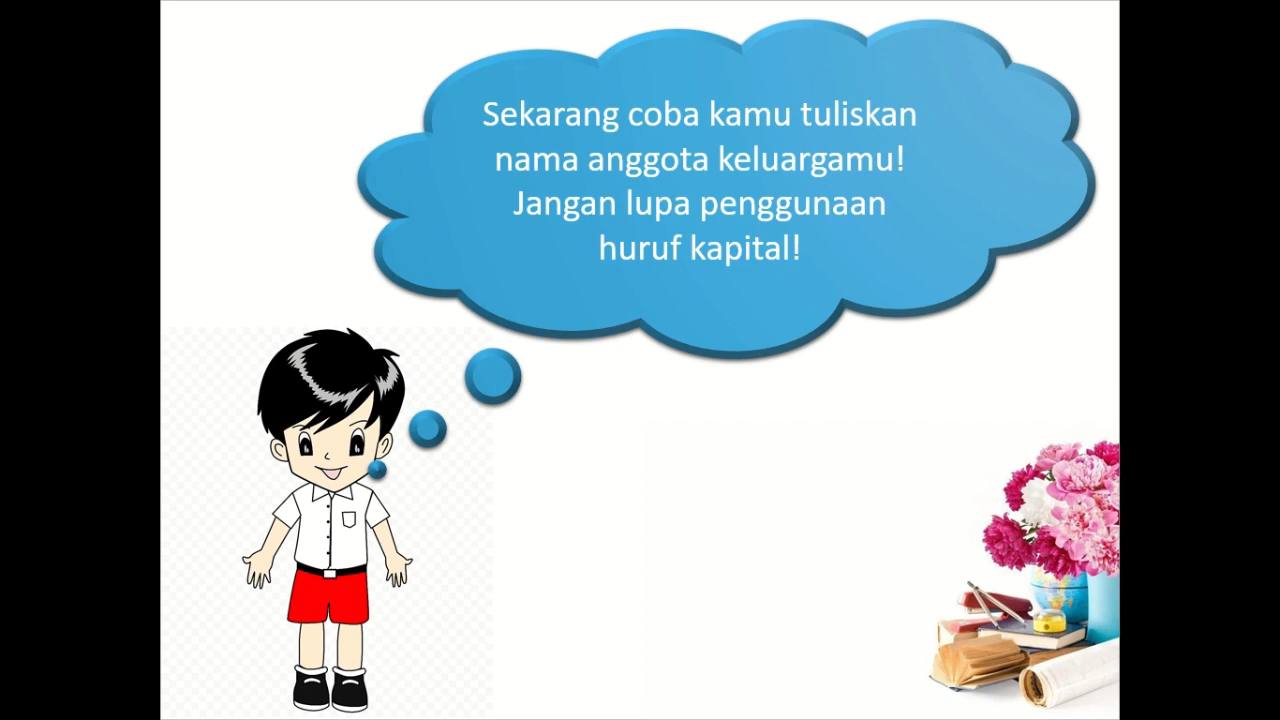 Sekarang coba kamu tuliskan
nama anggota keluargamu!
Jangan lupa penggunaan
huruf kapital!